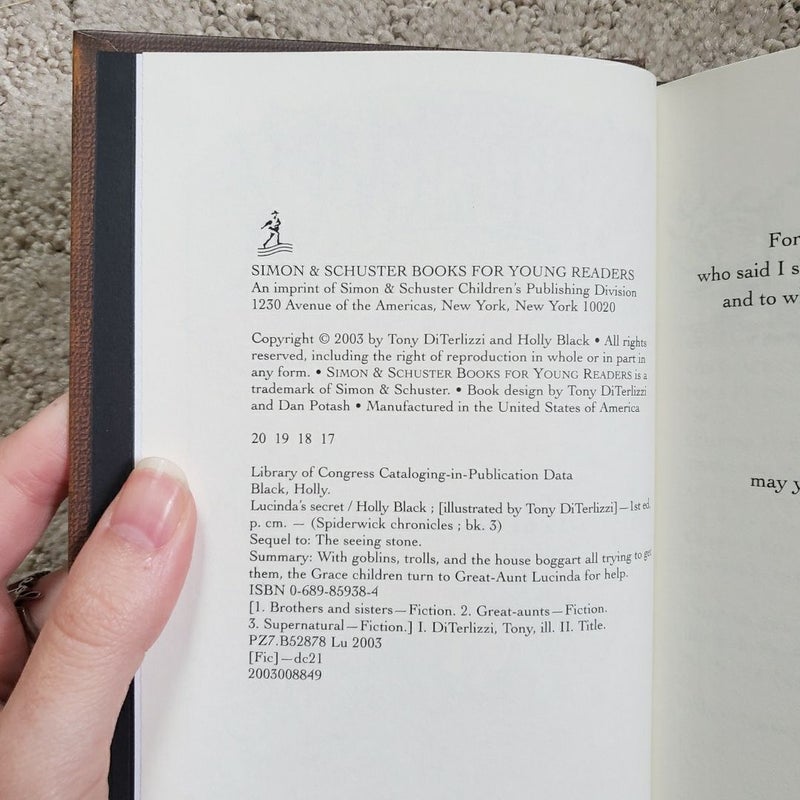 SIMON & SCHUSTER BOOKS FOR YOUNG READERS
An imprint of Simon & Schuster Children's Publishing Division
1230 Avenue of the Americas, New York, New York 10020
Copyright © 2003 by Tony DiTerlizzi and Holly Black • All rights
reserved, including the right of reproduction in whole or in part in
any form. • SIMON & SCHUSTER BOOKS FOR YOUNG READERS is a
trademark of Simon & Schuster. • Book design by Tony DiTerlizzi
and Dan Potash • Manufactured in the United States of America
20 19 18 17
Library of Congress Cataloging-in-Publication Data
Black, Holly.
Lucinda's secret / Holly Black ; [illustrated by Tony DiTerlizzi]—1st ed.
p. cm. — (Spiderwick chronicles ; bk. 3)
Sequel to: The seeing stone.
Summary: With goblins, trolls, and the house boggart all trying to get
them, the Grace children turn to Great-Aunt Lucinda for help.
ISBN 0-689-85938-4
[1. Brothers and sisters—Fiction. 2. Great-aunts—Fiction.
3. Supernatural—Fiction.] I. DiTerlizzi, Tony, ill. II. Title.
PZ7.B52878 Lu 2003
[Fic]—dc21
2003008849
For
who said I s
and to w
may y